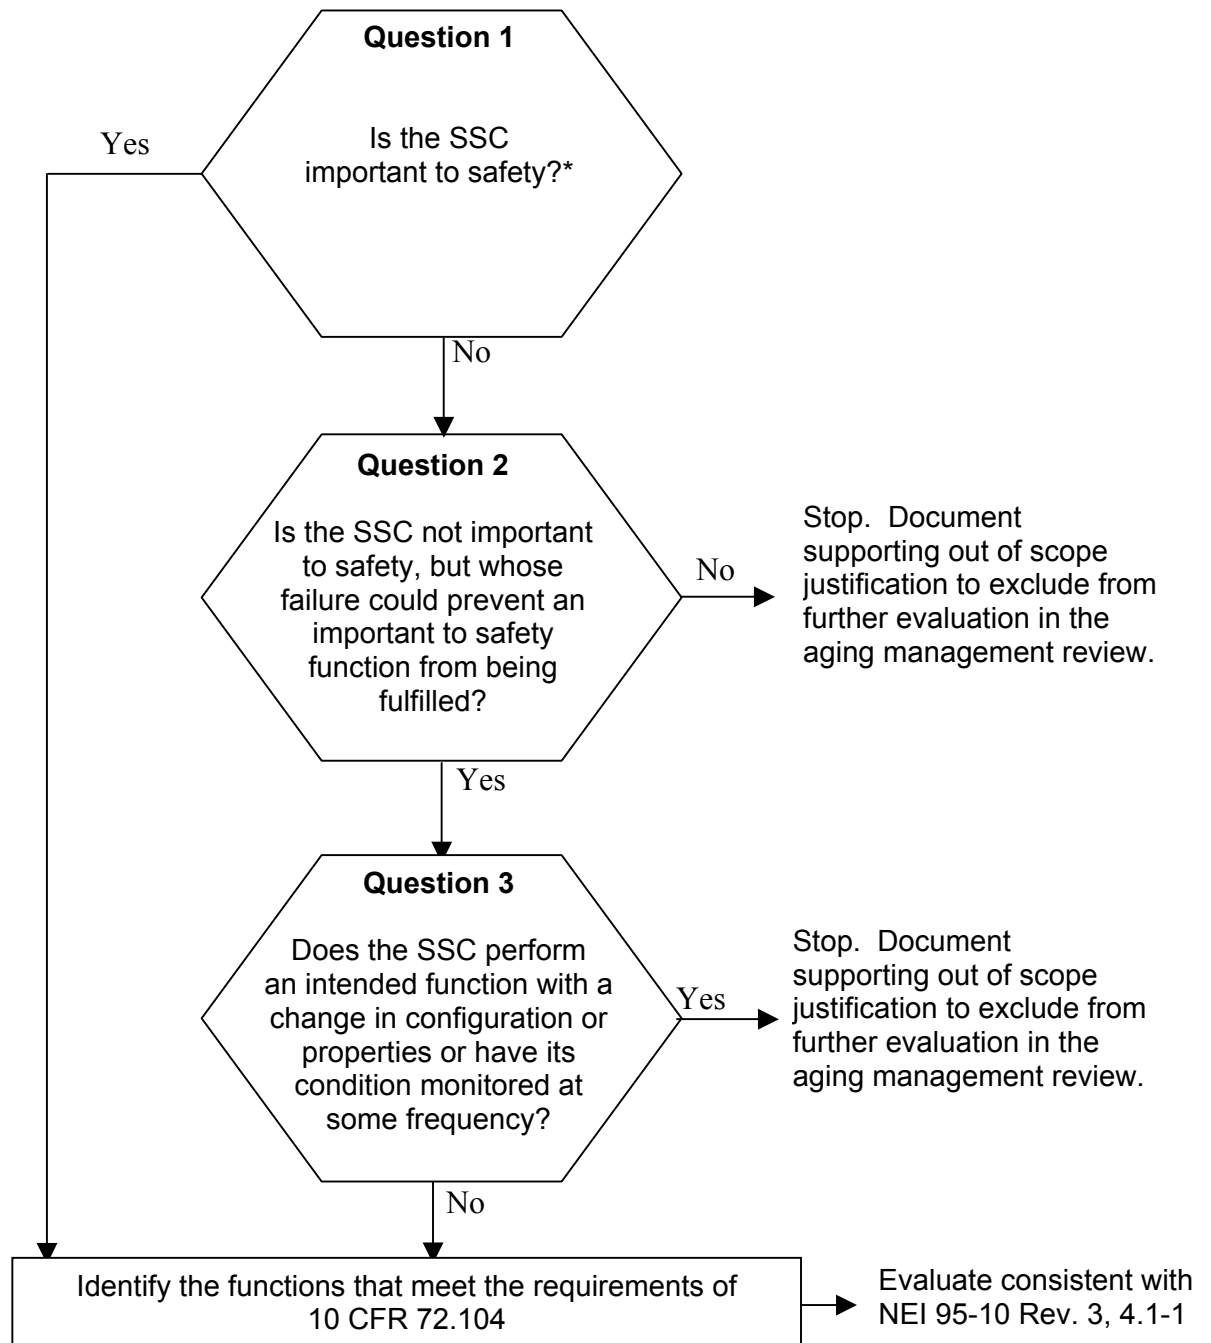 Question 1
Is the SSC
important to safety?*
Yes
No
Question 2
Is the SSC not important
to safety, but whose
failure could prevent an
important to safety
function from being
fulfilled?
No
Stop.  Document
supporting out of scope
justification to exclude from
further evaluation in the
aging management review.
Yes
Question 3
Does the SSC perform
an intended function with a
change in configuration or
properties or have its
condition monitored at
some frequency?
Yes
Stop.  Document
supporting out of scope
justification to exclude from
further evaluation in the
aging management review.
No
Identify the functions that meet the requirements of
10 CFR 72.104
Evaluate consistent with
NEI 95-10 Rev. 3, 4.1-1